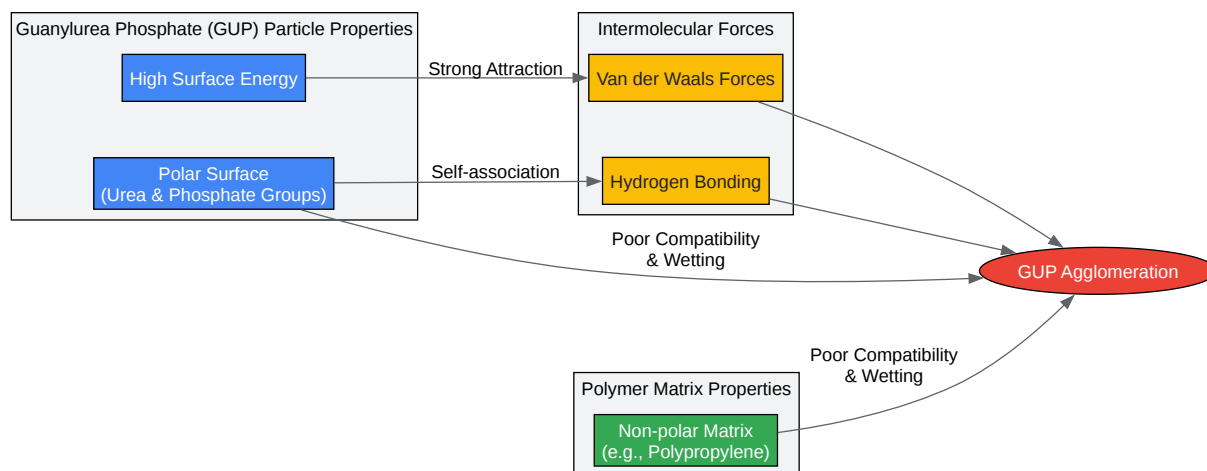 Guanylurea Phosphate (GUP) Particle Properties
High Surface Energy
Polar Surface
(Urea & Phosphate Groups)
Strong Attraction
Self-association
Intermolecular Forces
Van der Waals Forces
Hydrogen Bonding
Poor Compatibility
& Wetting
GUP Agglomeration
Poor Compatibility
& Wetting
Polymer Matrix Properties
Non-polar Matrix
(e.g., Polypropylene)